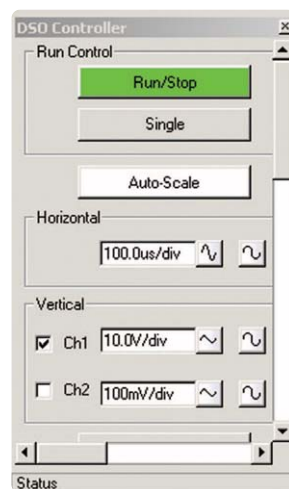 DSO Controller
Run Control
Run/Stop
Single
Auto-Scale
Horizontal
100.0us/div
Vertical
Ch1 10.0V/div
Ch2 100mV/div
Status